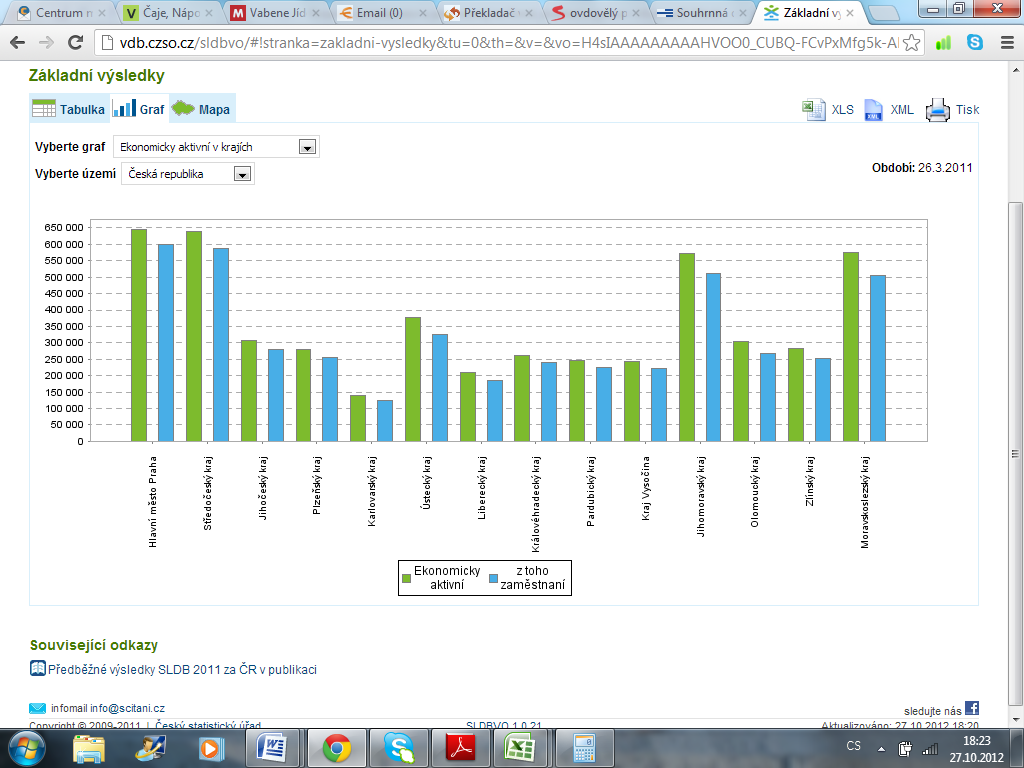 Centrum m
Čaje, Nápo
Vabene Jíd
Email (0)
Překladač
ovdovělý p
Souhrnná
Základní vý
vdb.czso.cz/sldbvo/#!stranka=zakladni-vysledky&tu=0&th=&v=&vo=H4sIAAAAAAAAAHVOO0_CUBQ-FCvPxMfg5k-Al
Základní výsledky
Tabulka Graf Mapa XLS XML Tisk
Vyberte graf Ekonomicky aktivní v krajích
Vyberte území Česká republika
Období: 26.3.2011
650 000
600 000
550 000
500 000
450 000
400 000
350 000
300 000
250 000
200 000
150 000
100 000
50 000
0
Hlavní město Praha
Středočeský kraj
Jihočeský kraj
Plzeňský kraj
Karlovarský kraj
Ústecký kraj
Liberecký kraj
Královéhradecký kraj
Pardubický kraj
Kraj Vysočina
Jihomoravský kraj
Olomoucký kraj
Zlínský kraj
Moravskoslezský kraj
Ekonomicky aktivní
z toho zaměstnaní
Související odkazy
Předběžné výsledky SLDB 2011 za ČR v publikaci
infomail info@scitani.cz
sledujte nás
Copyright © 2009-2011 | Český statistický úřad
SLDBVO 1.0.21
Aktualizováno: 27.10.2012 18:20
CS
18:23
27.10.2012